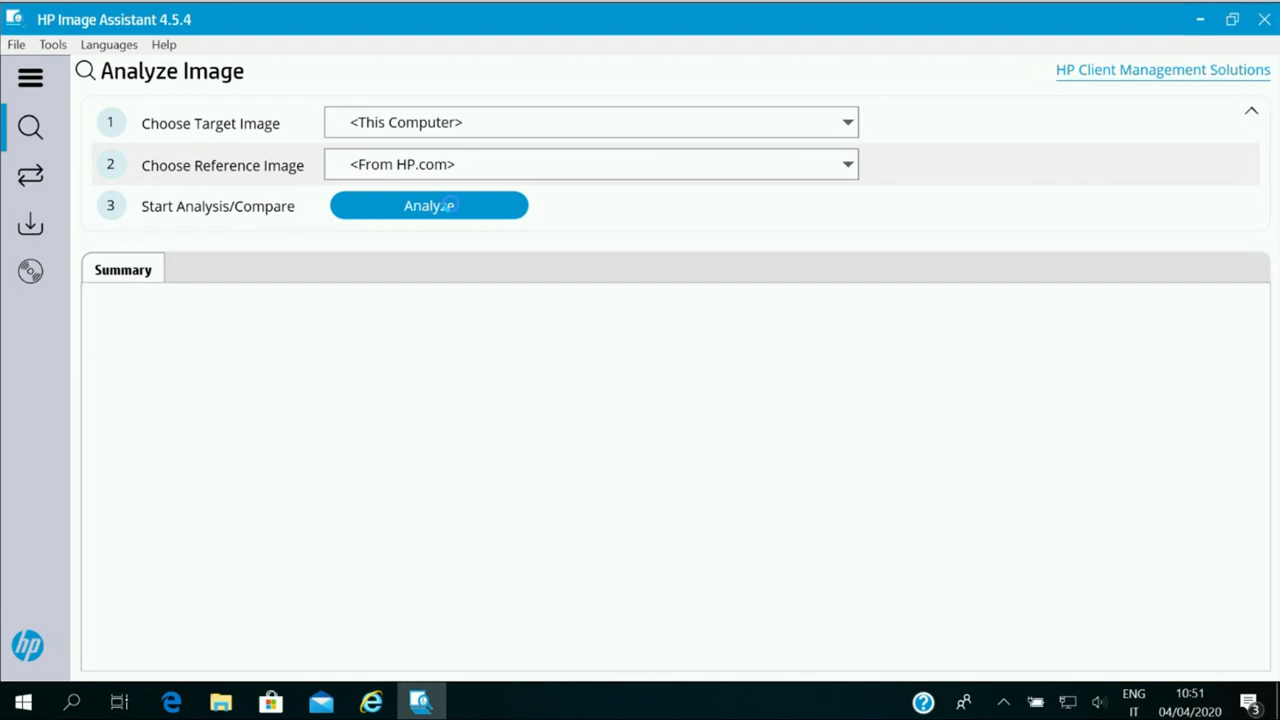 HP Image Assistant 4.5.4
File Tools Languages Help
Analyze Image
HP Client Management Solutions
1 Choose Target Image <This Computer>
2 Choose Reference Image <From HP.com>
3 Start Analysis/Compare Analyze
Summary
hp
ENG 10:51
IT 04/04/2020 3